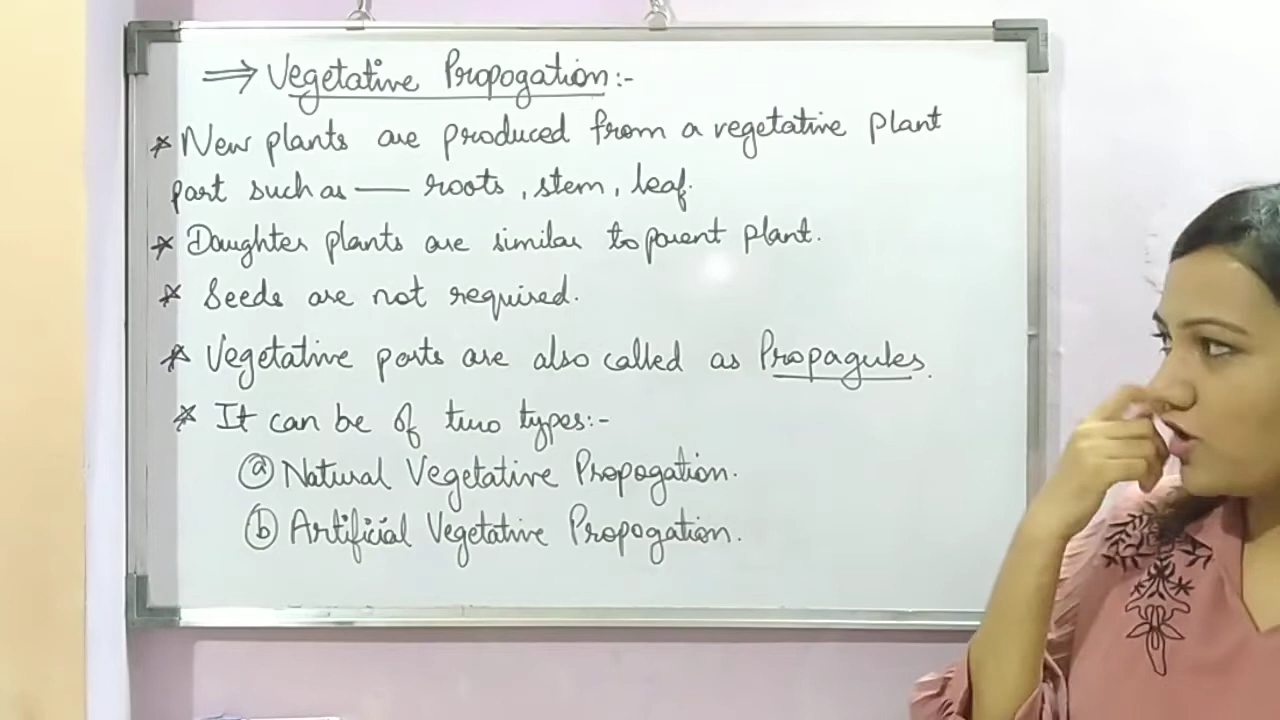 ⇒ Vegetative Propogation:-
* New plants are produced from a vegetative plant
part such as — roots, stem, leaf.
* Daughter plants are similar to parent plant.
* Seeds are not required.
* Vegetative parts are also called as Propagules.
* It can be of two types:-
(a) Natural Vegetative Propogation.
(b) Artificial Vegetative Propogation.